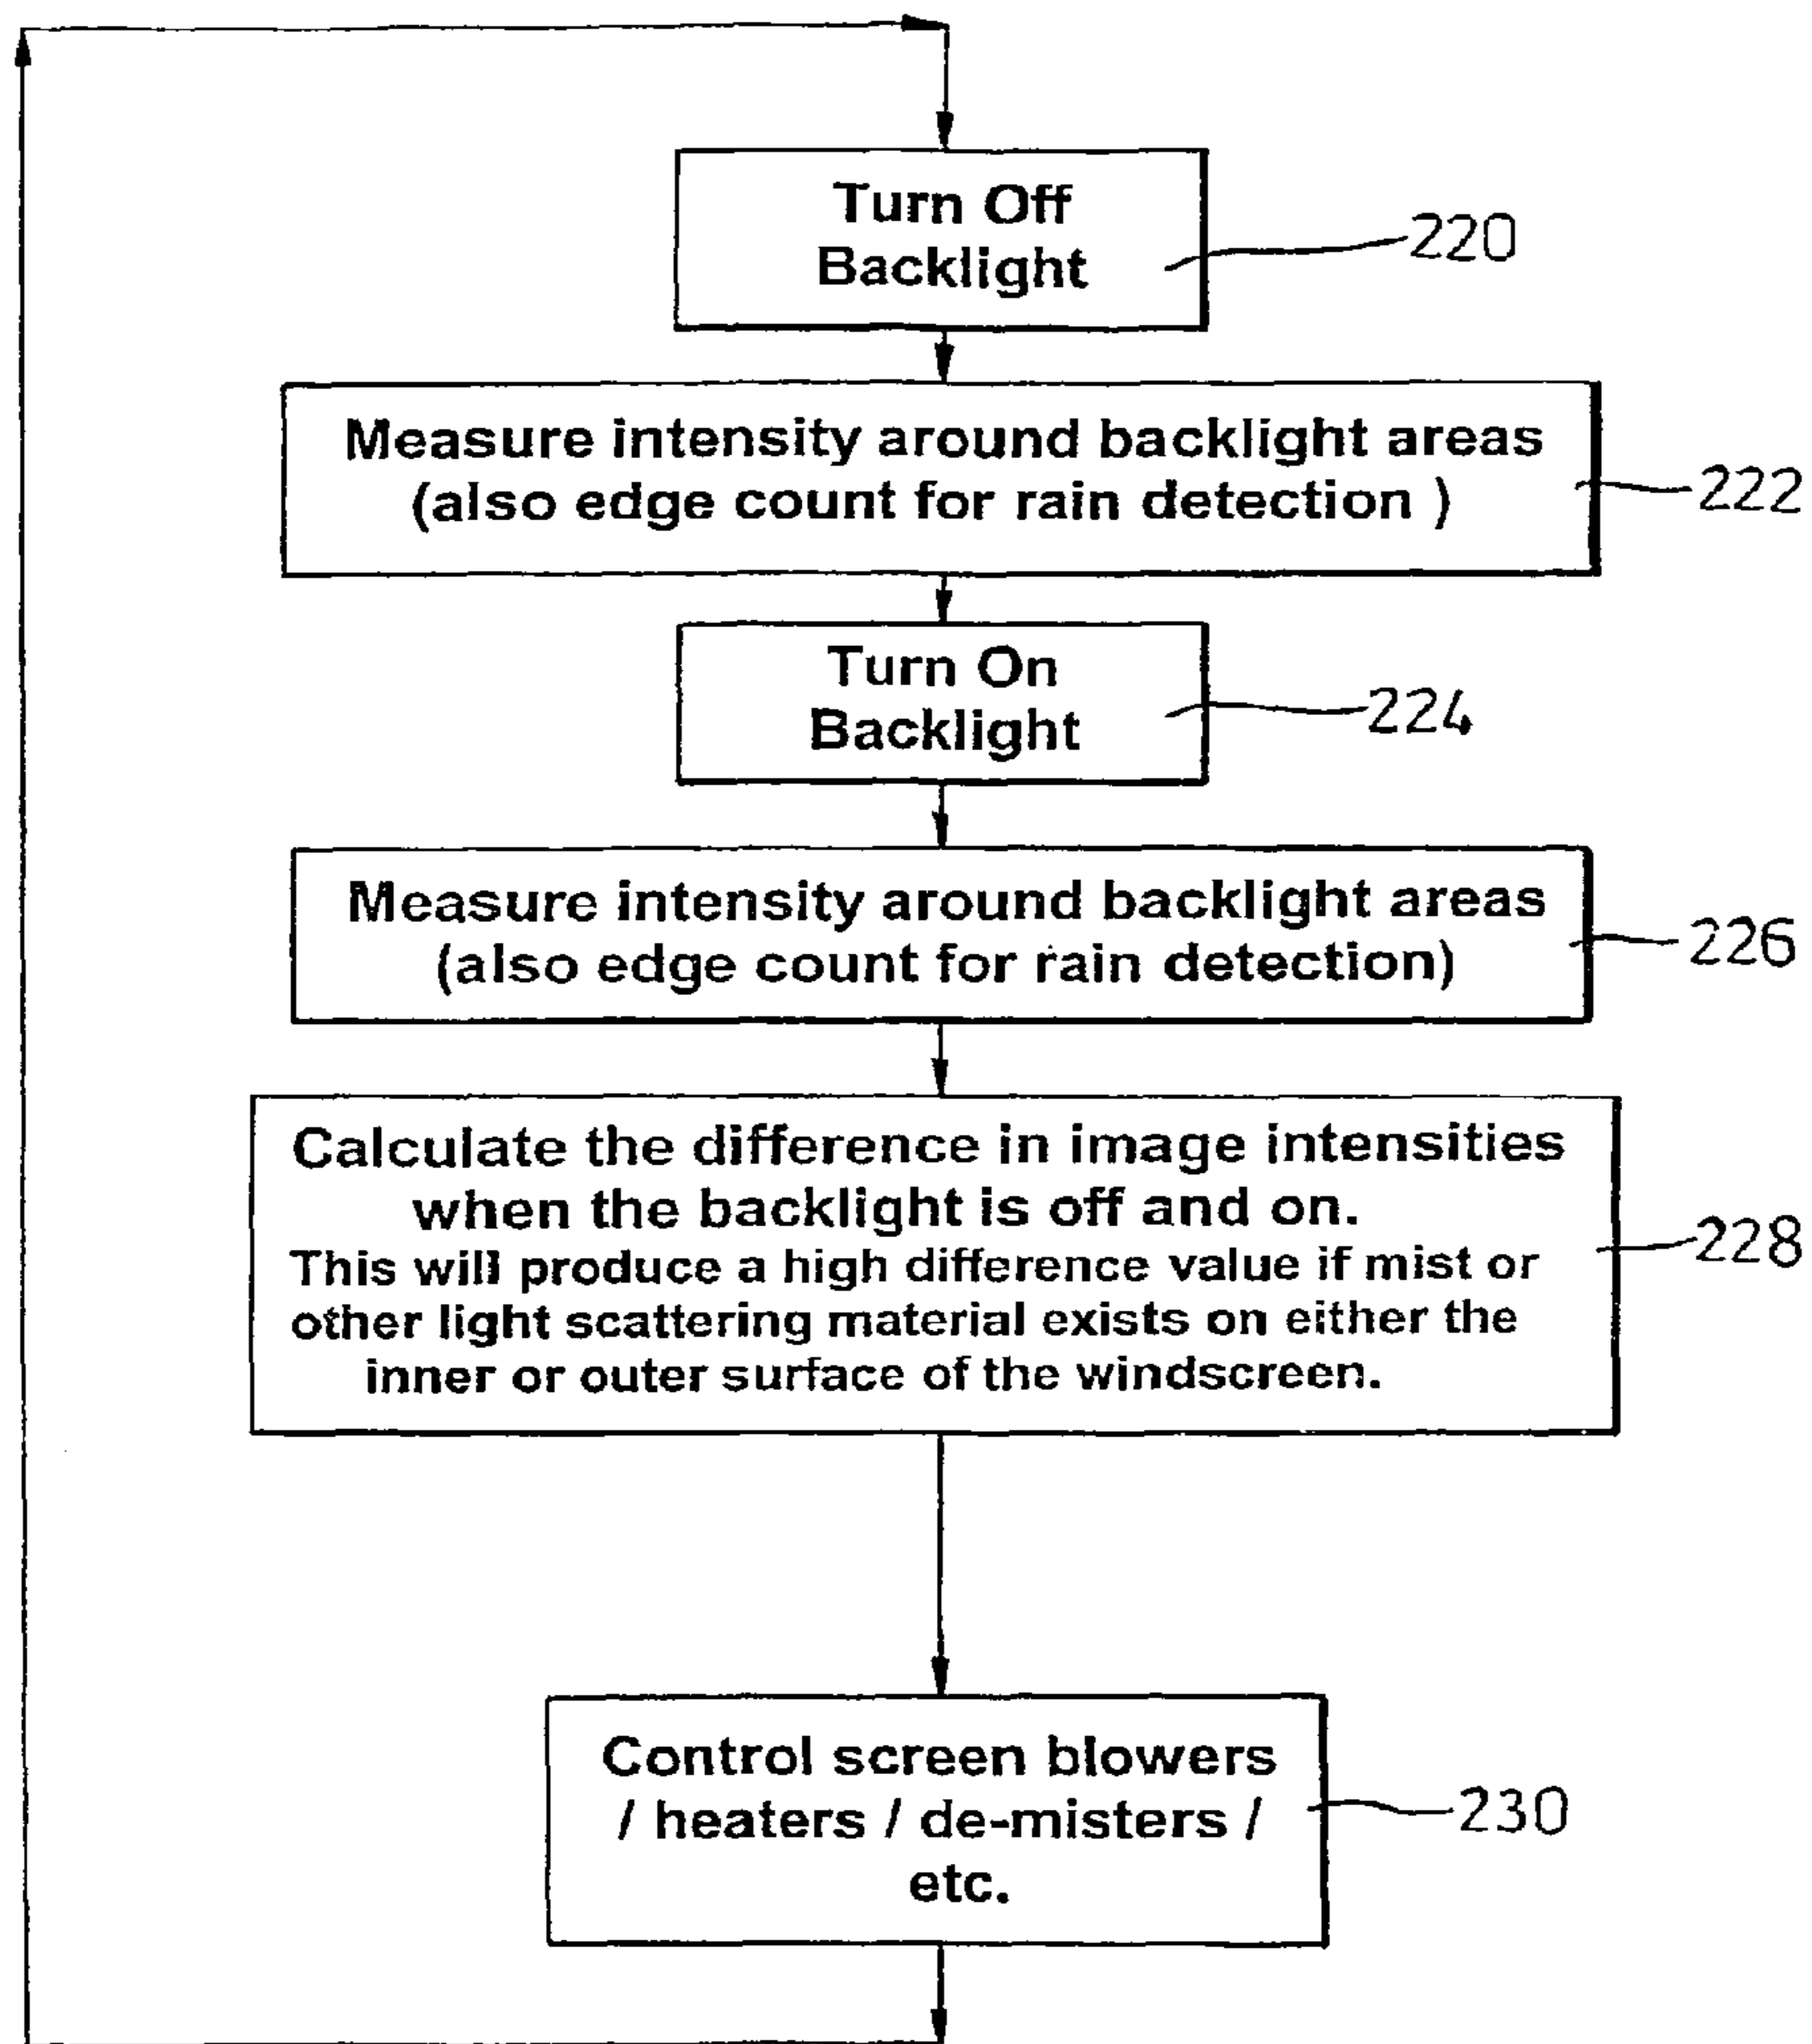 Turn Off
Backlight
220
Measure intensity around backlight areas
(also edge count for rain detection )
222
Turn On
Backlight
224
Measure intensity around backlight areas
(also edge count for rain detection)
226
Calculate the difference in image intensities
when the backlight is off and on.
This will produce a high difference value if mist or
other light scattering material exists on either the
inner or outer surface of the windscreen.
228
Control screen blowers
/ heaters / de-misters /
etc.
230